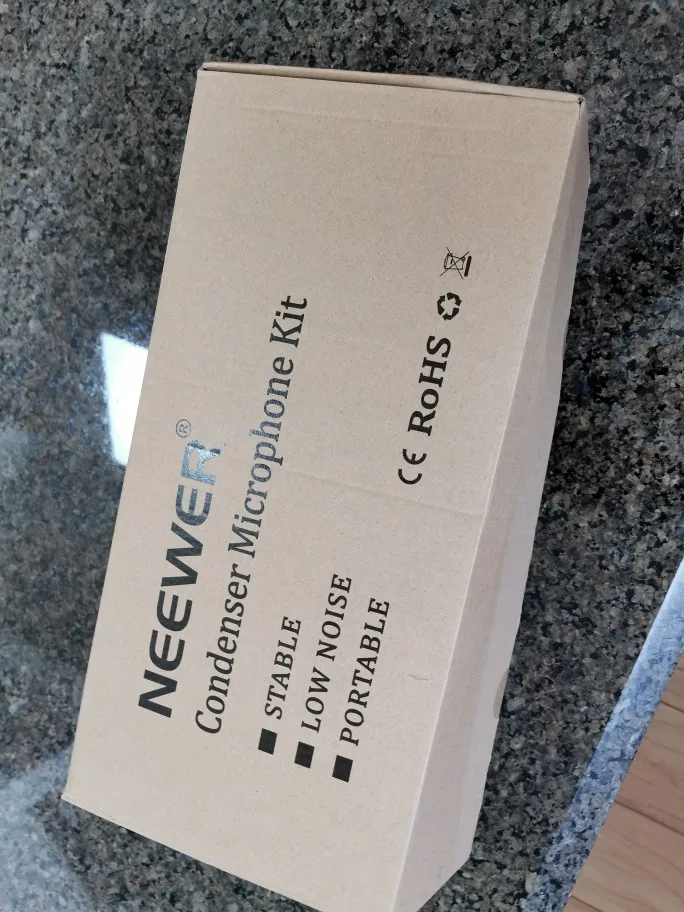 NEEWER®
Condenser Microphone Kit
STABLE
LOW NOISE
PORTABLE
CE RoHS